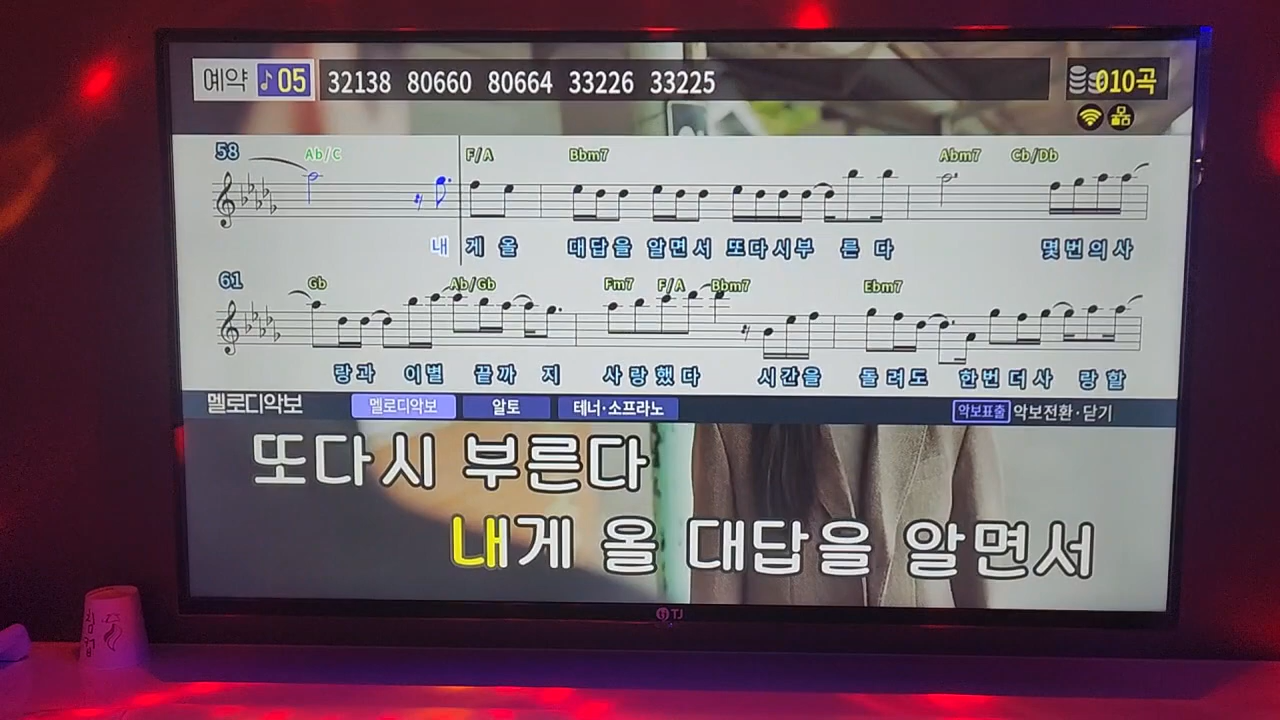 예약 ♪05 32138 80660 80664 33226 33225 010곡
58 Ab/C F/A Bbm7 Abm7 Cb/Db
내 게 올 대답을 알면서 또다시부 른 다 몇번의사
61 Gb Ab/Gb Fm7 F/A Bbm7 Ebm7
랑과 이별 끝까 지 사랑했다 시간을 돌려도 한번더사 랑할
멜로디악보 멜로디악보 알토 테너·소프라노 악보표출 악보전환·닫기
또다시 부른다
내게 올 대답을 알면서
TJ